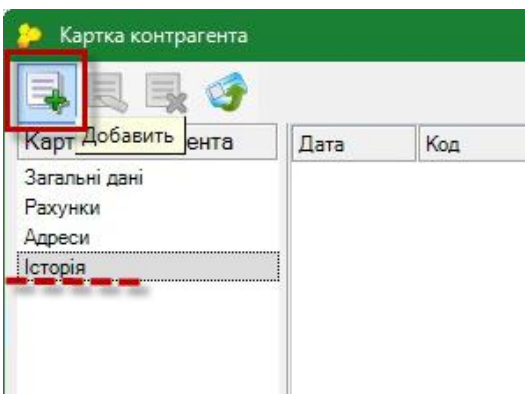 Картка контрагента
Добавить
Карт ента
Дата
Код
Загальні дані
Рахунки
Адреси
Історія